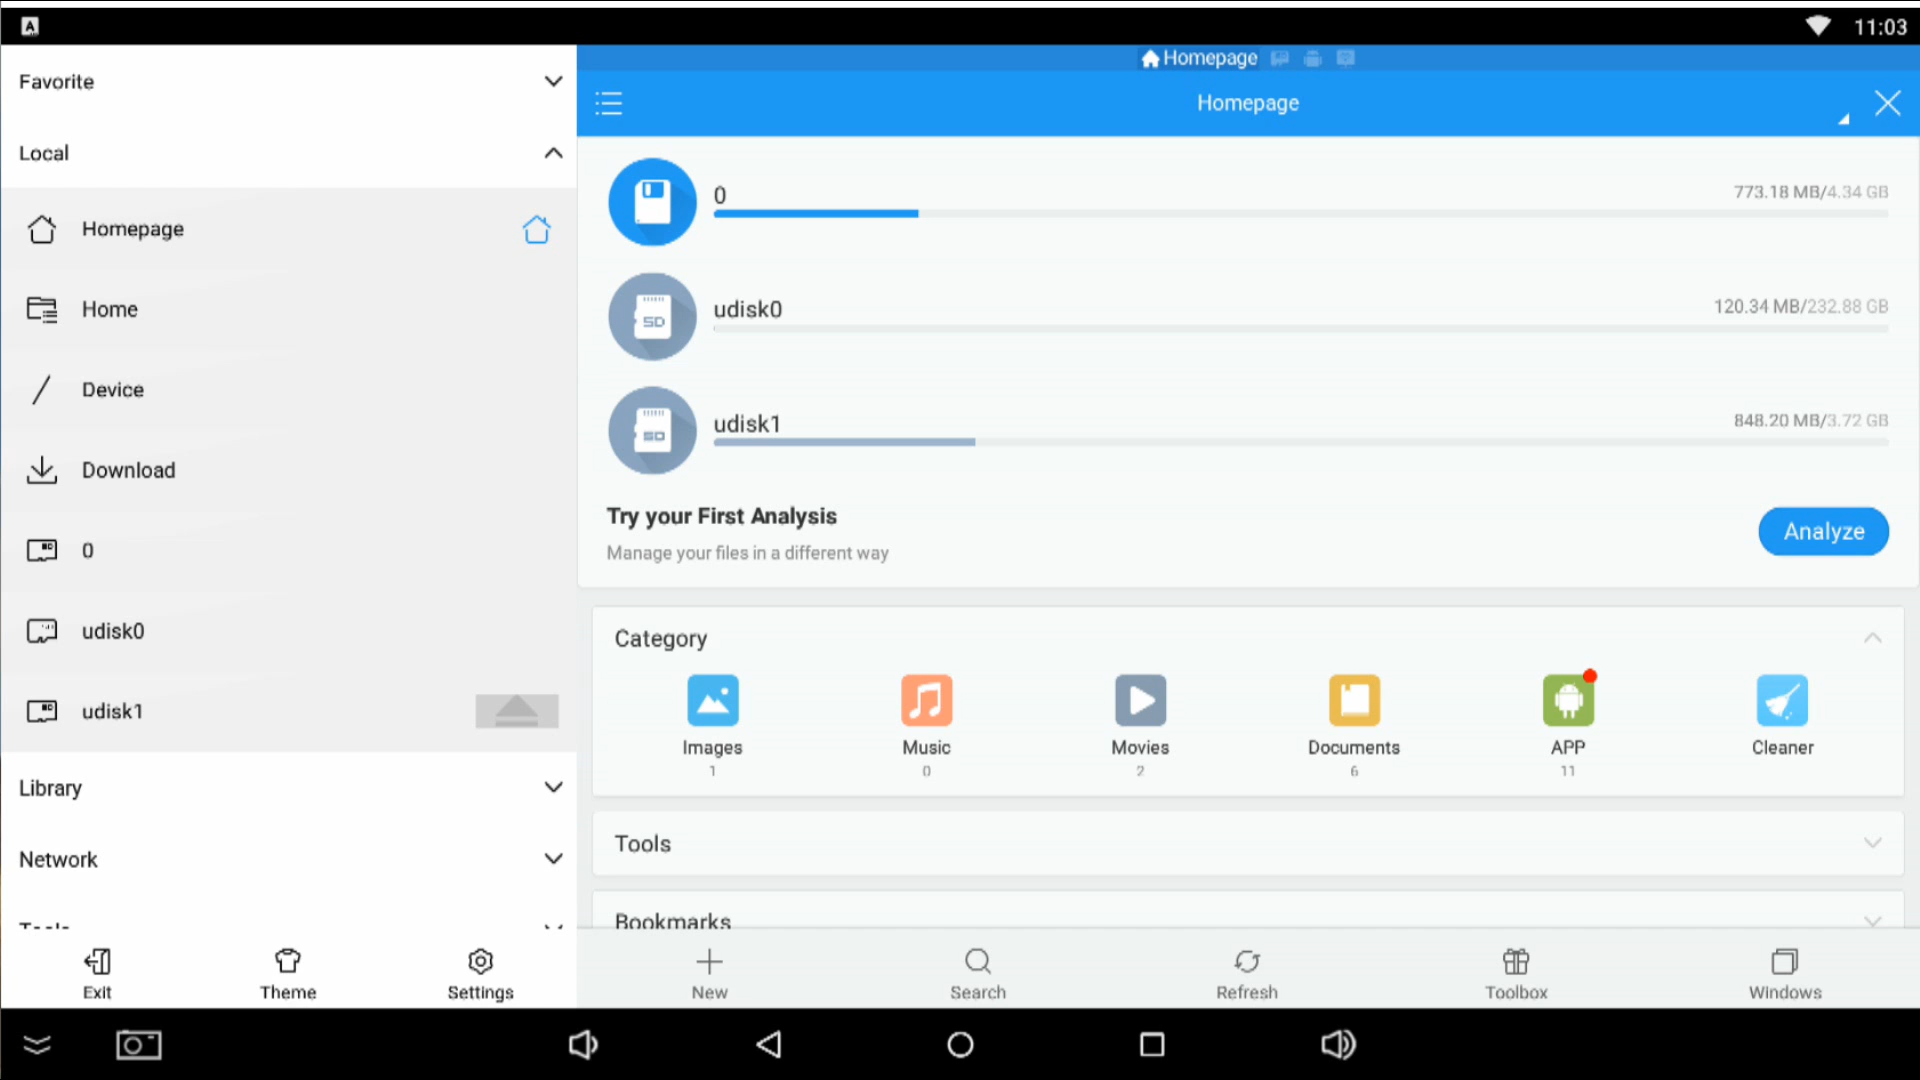 A
11:03
Favorite
Local
Homepage
Home
Device
Download
0
udisk0
udisk1
Library
Network
Exit
Theme
Settings
Homepage
Homepage
0
773.18 MB/4.34 GB
SD
udisk0
120.34 MB/232.88 GB
SD
udisk1
848.20 MB/3.72 GB
Try your First Analysis
Manage your files in a different way
Analyze
Category
Images
1
Music
0
Movies
2
Documents
6
APP
11
Cleaner
Tools
Bookmarks
New
Search
Refresh
Toolbox
Windows